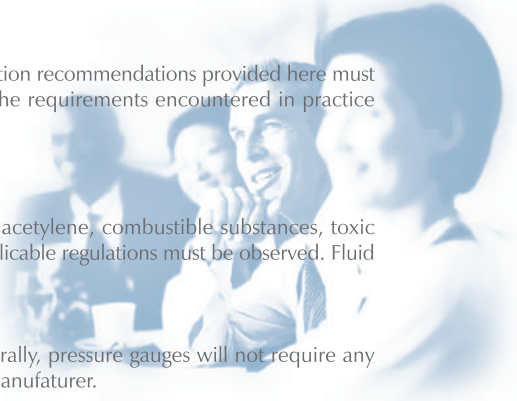 tion recommendations provided here must
he requirements encountered in practice
acetylene, combustible substances, toxic
licable regulations must be observed. Fluid
rally, pressure gauges will not require any
anufaturer.